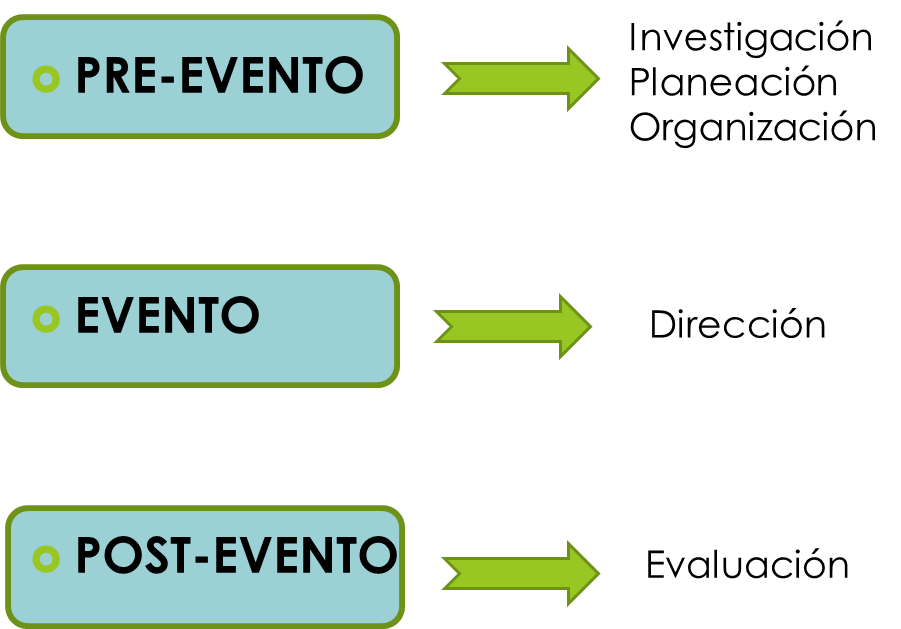 PRE-EVENTO
Investigación
Planeación
Organización
EVENTO
Dirección
POST-EVENTO
Evaluación